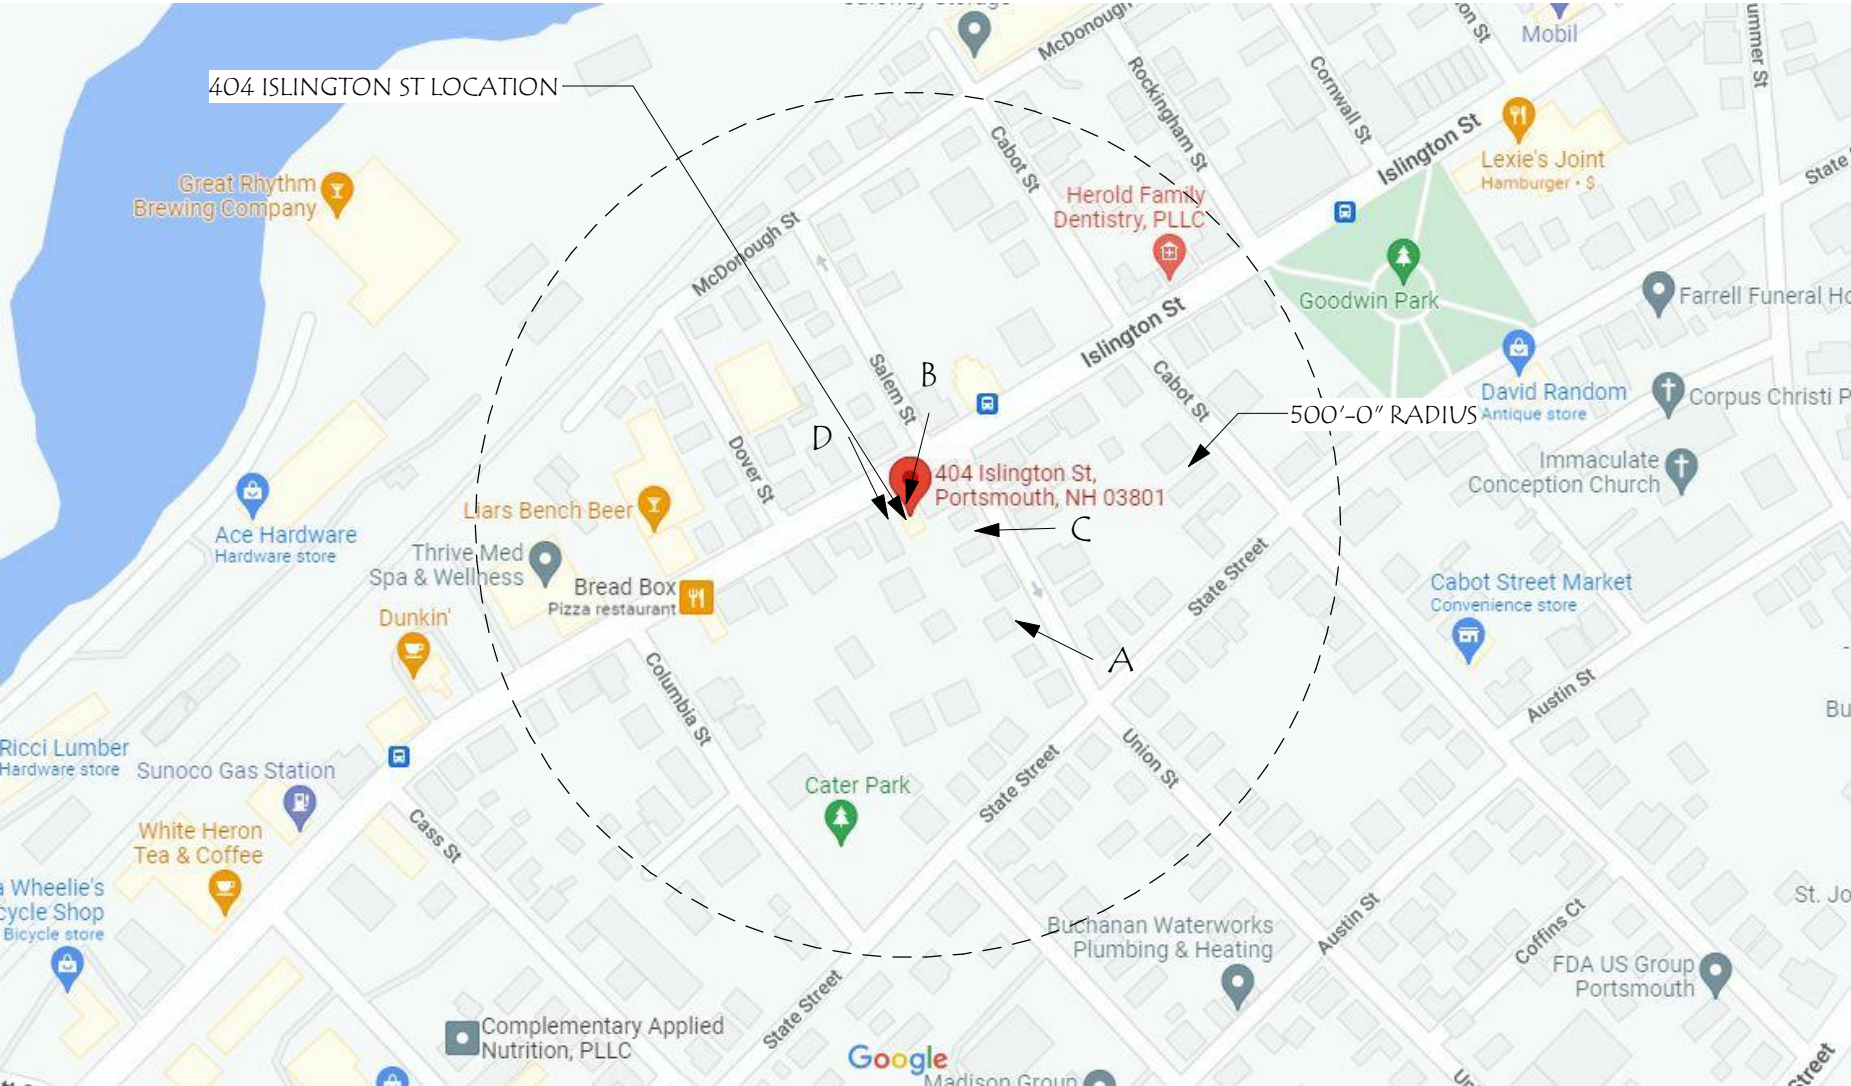 McDonough
Mobil
404 ISLINGTON ST LOCATION
Rockingham St
Cornwall St
Islington St
Lexie's Joint
Hamburger • $
State
Cabot St
Great Rhythm
Brewing Company
Herold Family
Dentistry, PLLC
McDonough St
Goodwin Park
Farrell Funeral
Islington St
Salem St
B
Cabot St
David Random
Antique store
Corpus Christi
500'-0" RADIUS
D
Dover St
404 Islington St,
Portsmouth, NH 03801
Immaculate
Conception Church
Liars Bench Beer
Ace Hardware
Hardware store
C
Thrive Med
Spa & Wellness
State Street
Bread Box
Pizza restaurant
Cabot Street Market
Convenience store
Dunkin'
A
Columbia St
Austin St
Ricci Lumber
Hardware store
Sunoco Gas Station
Union St
State Street
Cater Park
Cass St
White Heron
Tea & Coffee
Wheelie's
Bicycle store
Shop
St.
Austin St
Coffins Ct
Buchanan Waterworks
Plumbing & Heating
FDA US Group
Portsmouth
State Street
Complementary Applied
Nutrition, PLLC
Google
Madison Group